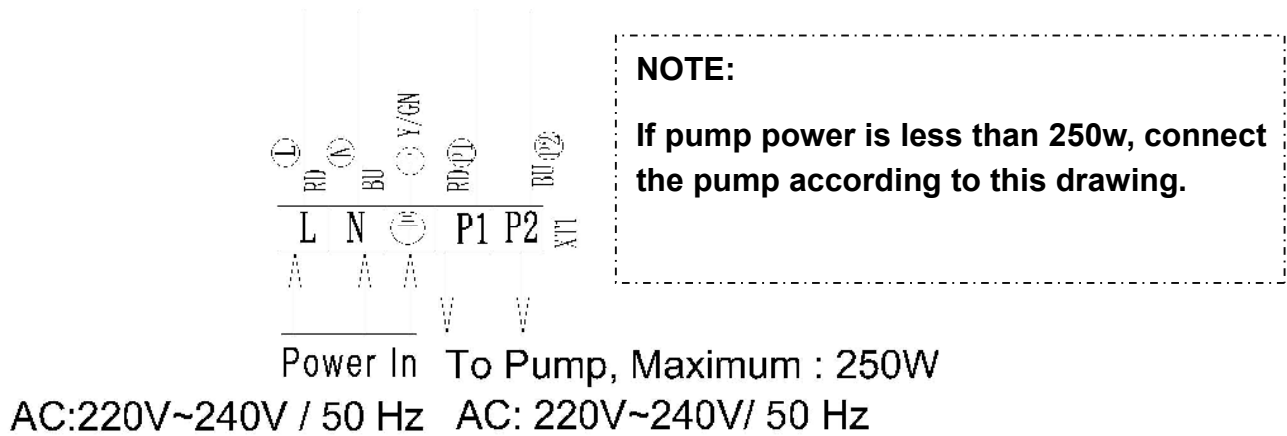 NOTE:
If pump power is less than 250w, connect
the pump according to this drawing.
L A Y/GN P1 P2
RD BU RD BU
L N P1 P2 XT1
Power In To Pump, Maximum : 250W
AC:220V~240V / 50 Hz AC: 220V~240V/ 50 Hz